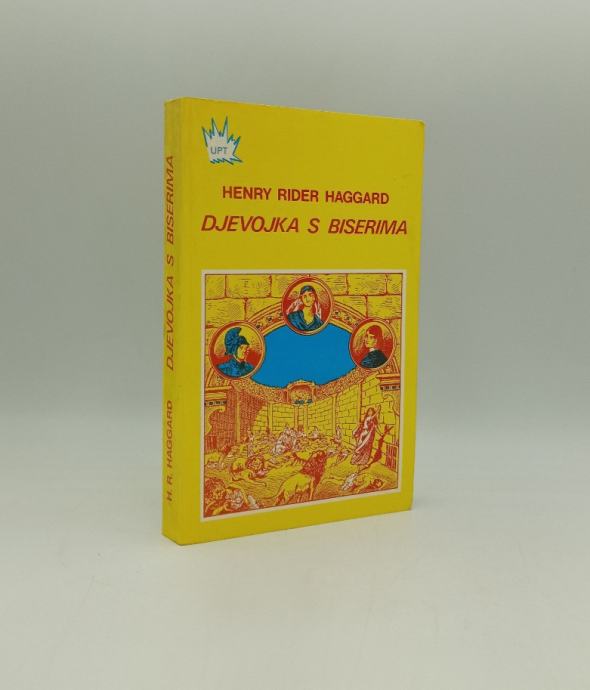 UPT
HENRY RIDER HAGGARD
DJEVOJKA S BISERIMA
H. R. HAGGARD DJEVOJKA S BISERIMA